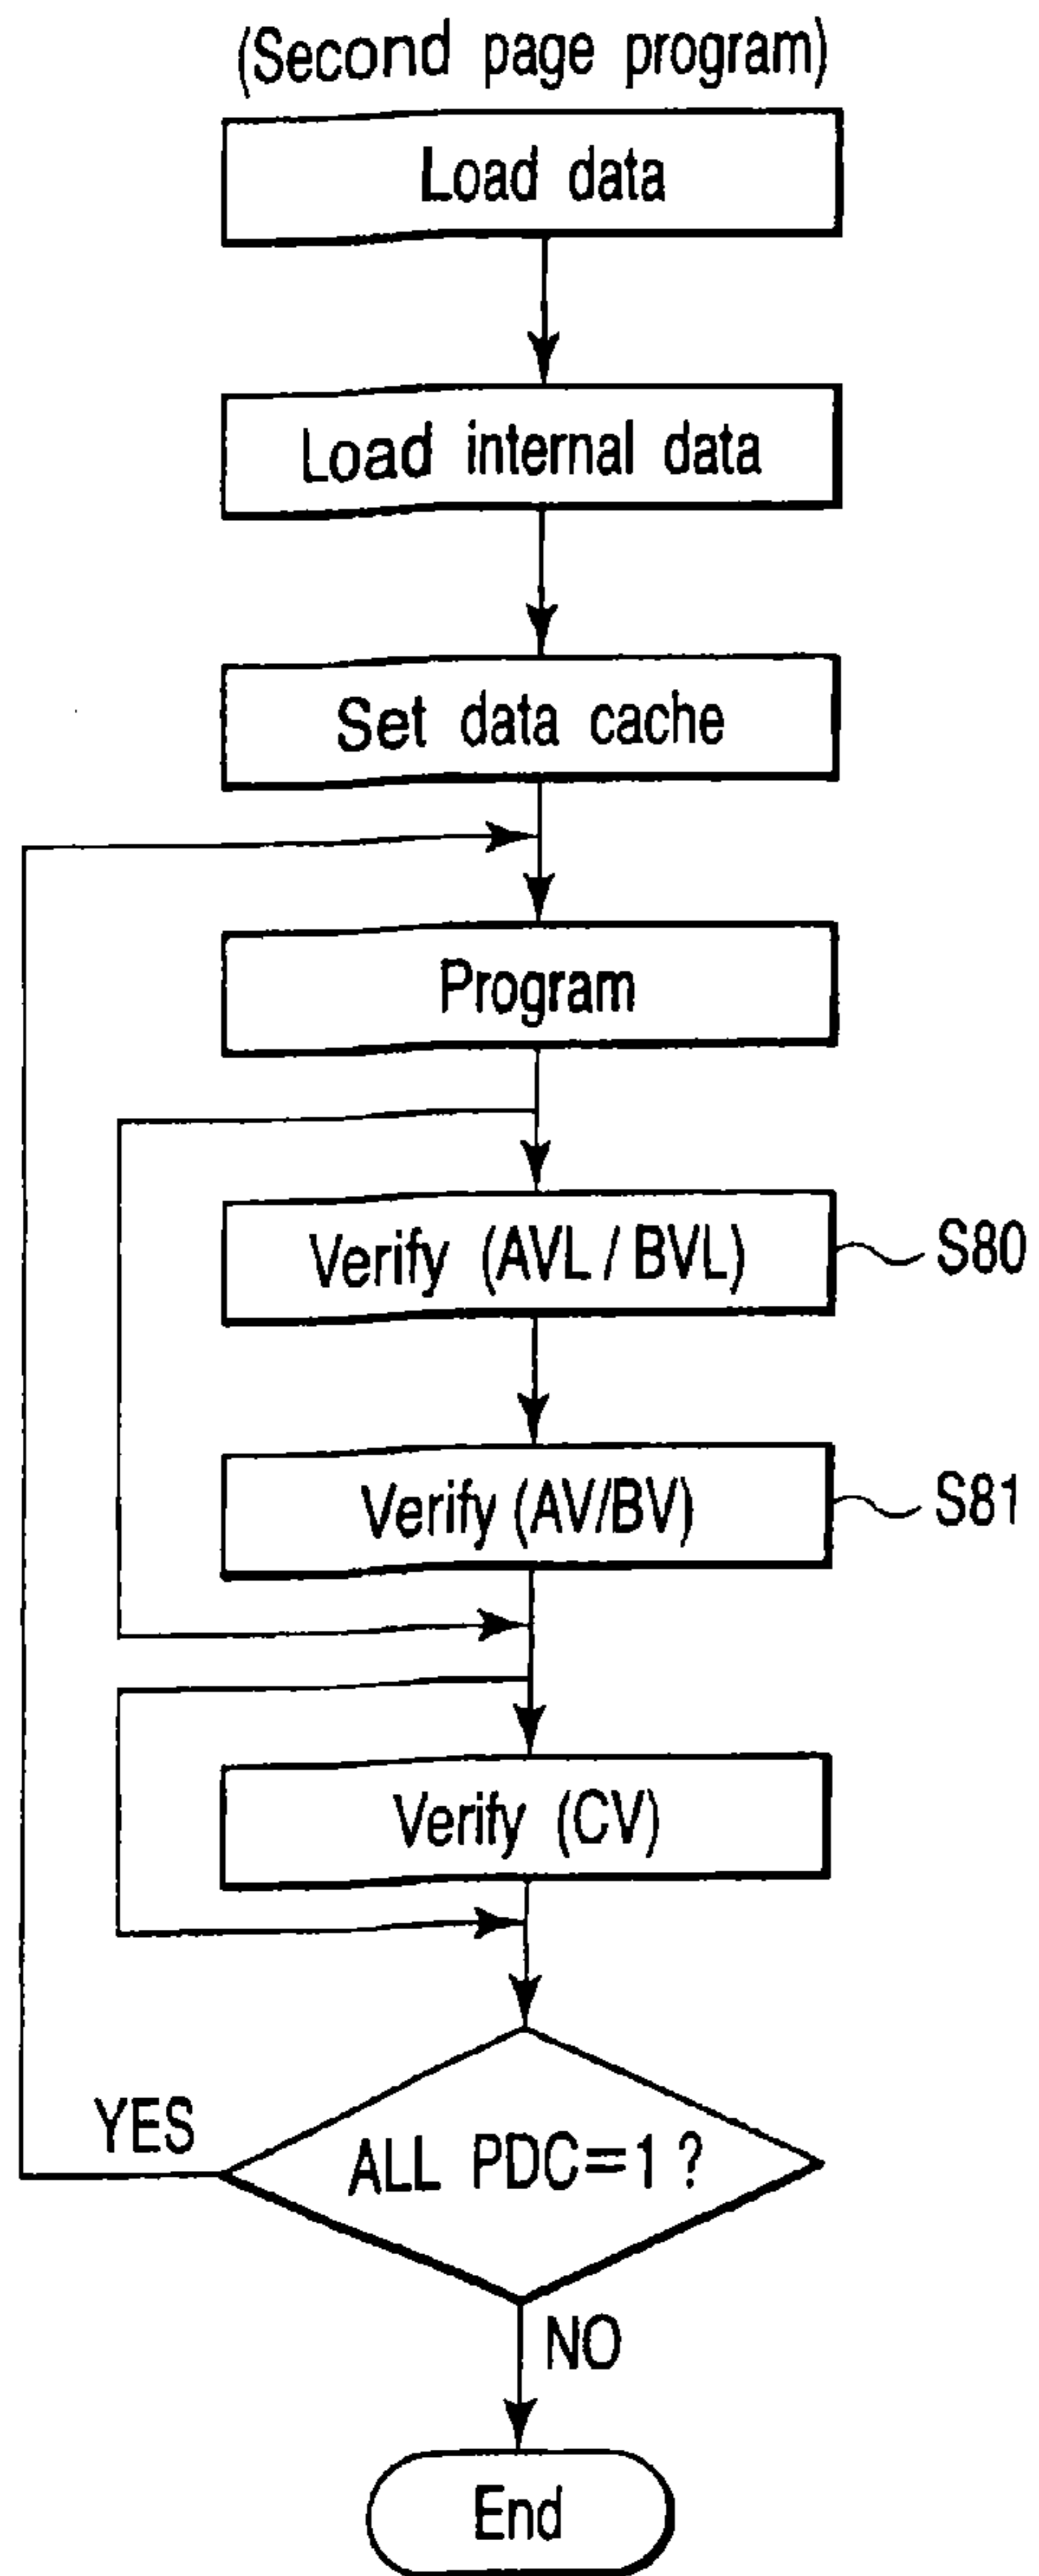 (Second page program)
Load data
Load internal data
Set data cache
Program
Verify (AVL / BVL)
S80
Verify (AV/BV)
S81
Verify (CV)
YES
ALL PDC=1 ?
NO
End